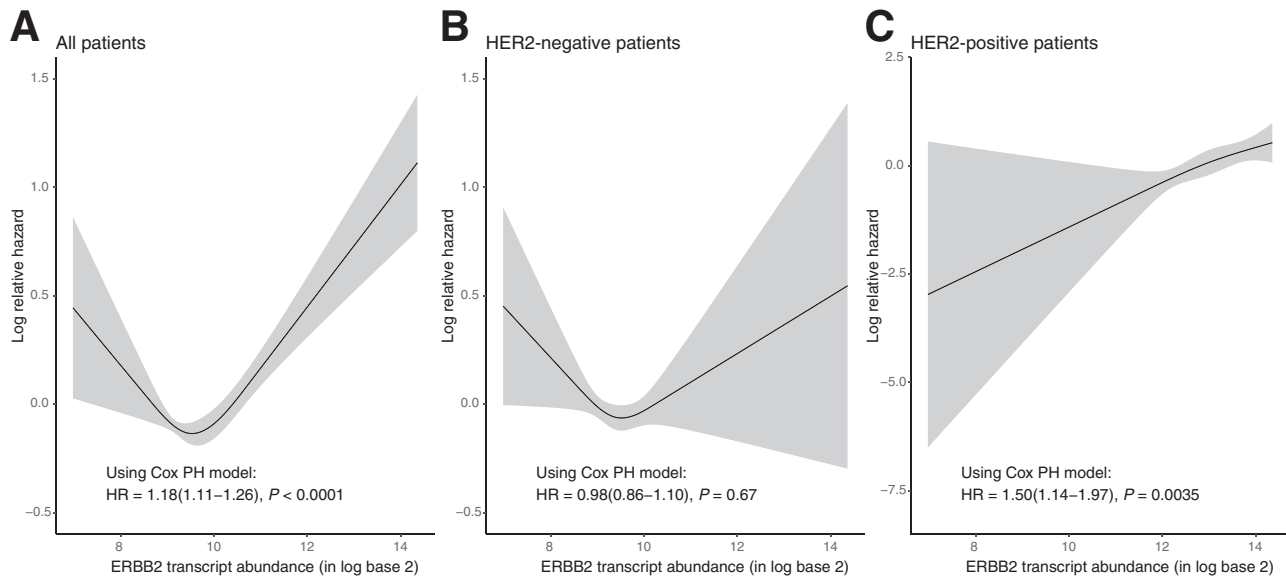 A
All patients
1.5
1.0
0.5
0.0
−0.5
Log relative hazard
Using Cox PH model:
HR = 1.18(1.11−1.26), P < 0.0001
8 10 12 14
ERBB2 transcript abundance (in log base 2)
B
HER2-negative patients
1.5
1.0
0.5
0.0
−0.5
Log relative hazard
Using Cox PH model:
HR = 0.98(0.86−1.10), P = 0.67
8 10 12 14
ERBB2 transcript abundance (in log base 2)
C
HER2-positive patients
2.5
0.0
−2.5
−5.0
−7.5
Log relative hazard
Using Cox PH model:
HR = 1.50(1.14−1.97), P = 0.0035
8 10 12 14
ERBB2 transcript abundance (in log base 2)